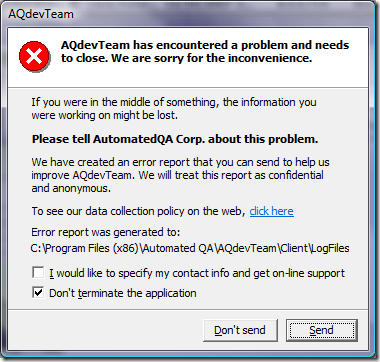 AQdevTeam
AQdevTeam has encountered a problem and needs
to close. We are sorry for the inconvenience.
If you were in the middle of something, the information you
were working on might be lost.
Please tell AutomatedQA Corp. about this problem.
We have created an error report that you can send to help us
improve AQdevTeam. We will treat this report as confidential
and anonymous.
To see our data collection policy on the web, click here
Error report was generated to:
C:\Program Files (x86)\Automated QA\AQdevTeam\Client\LogFiles
I would like to specify my contact info and get on-line support
Don't terminate the application
Don't send
Send